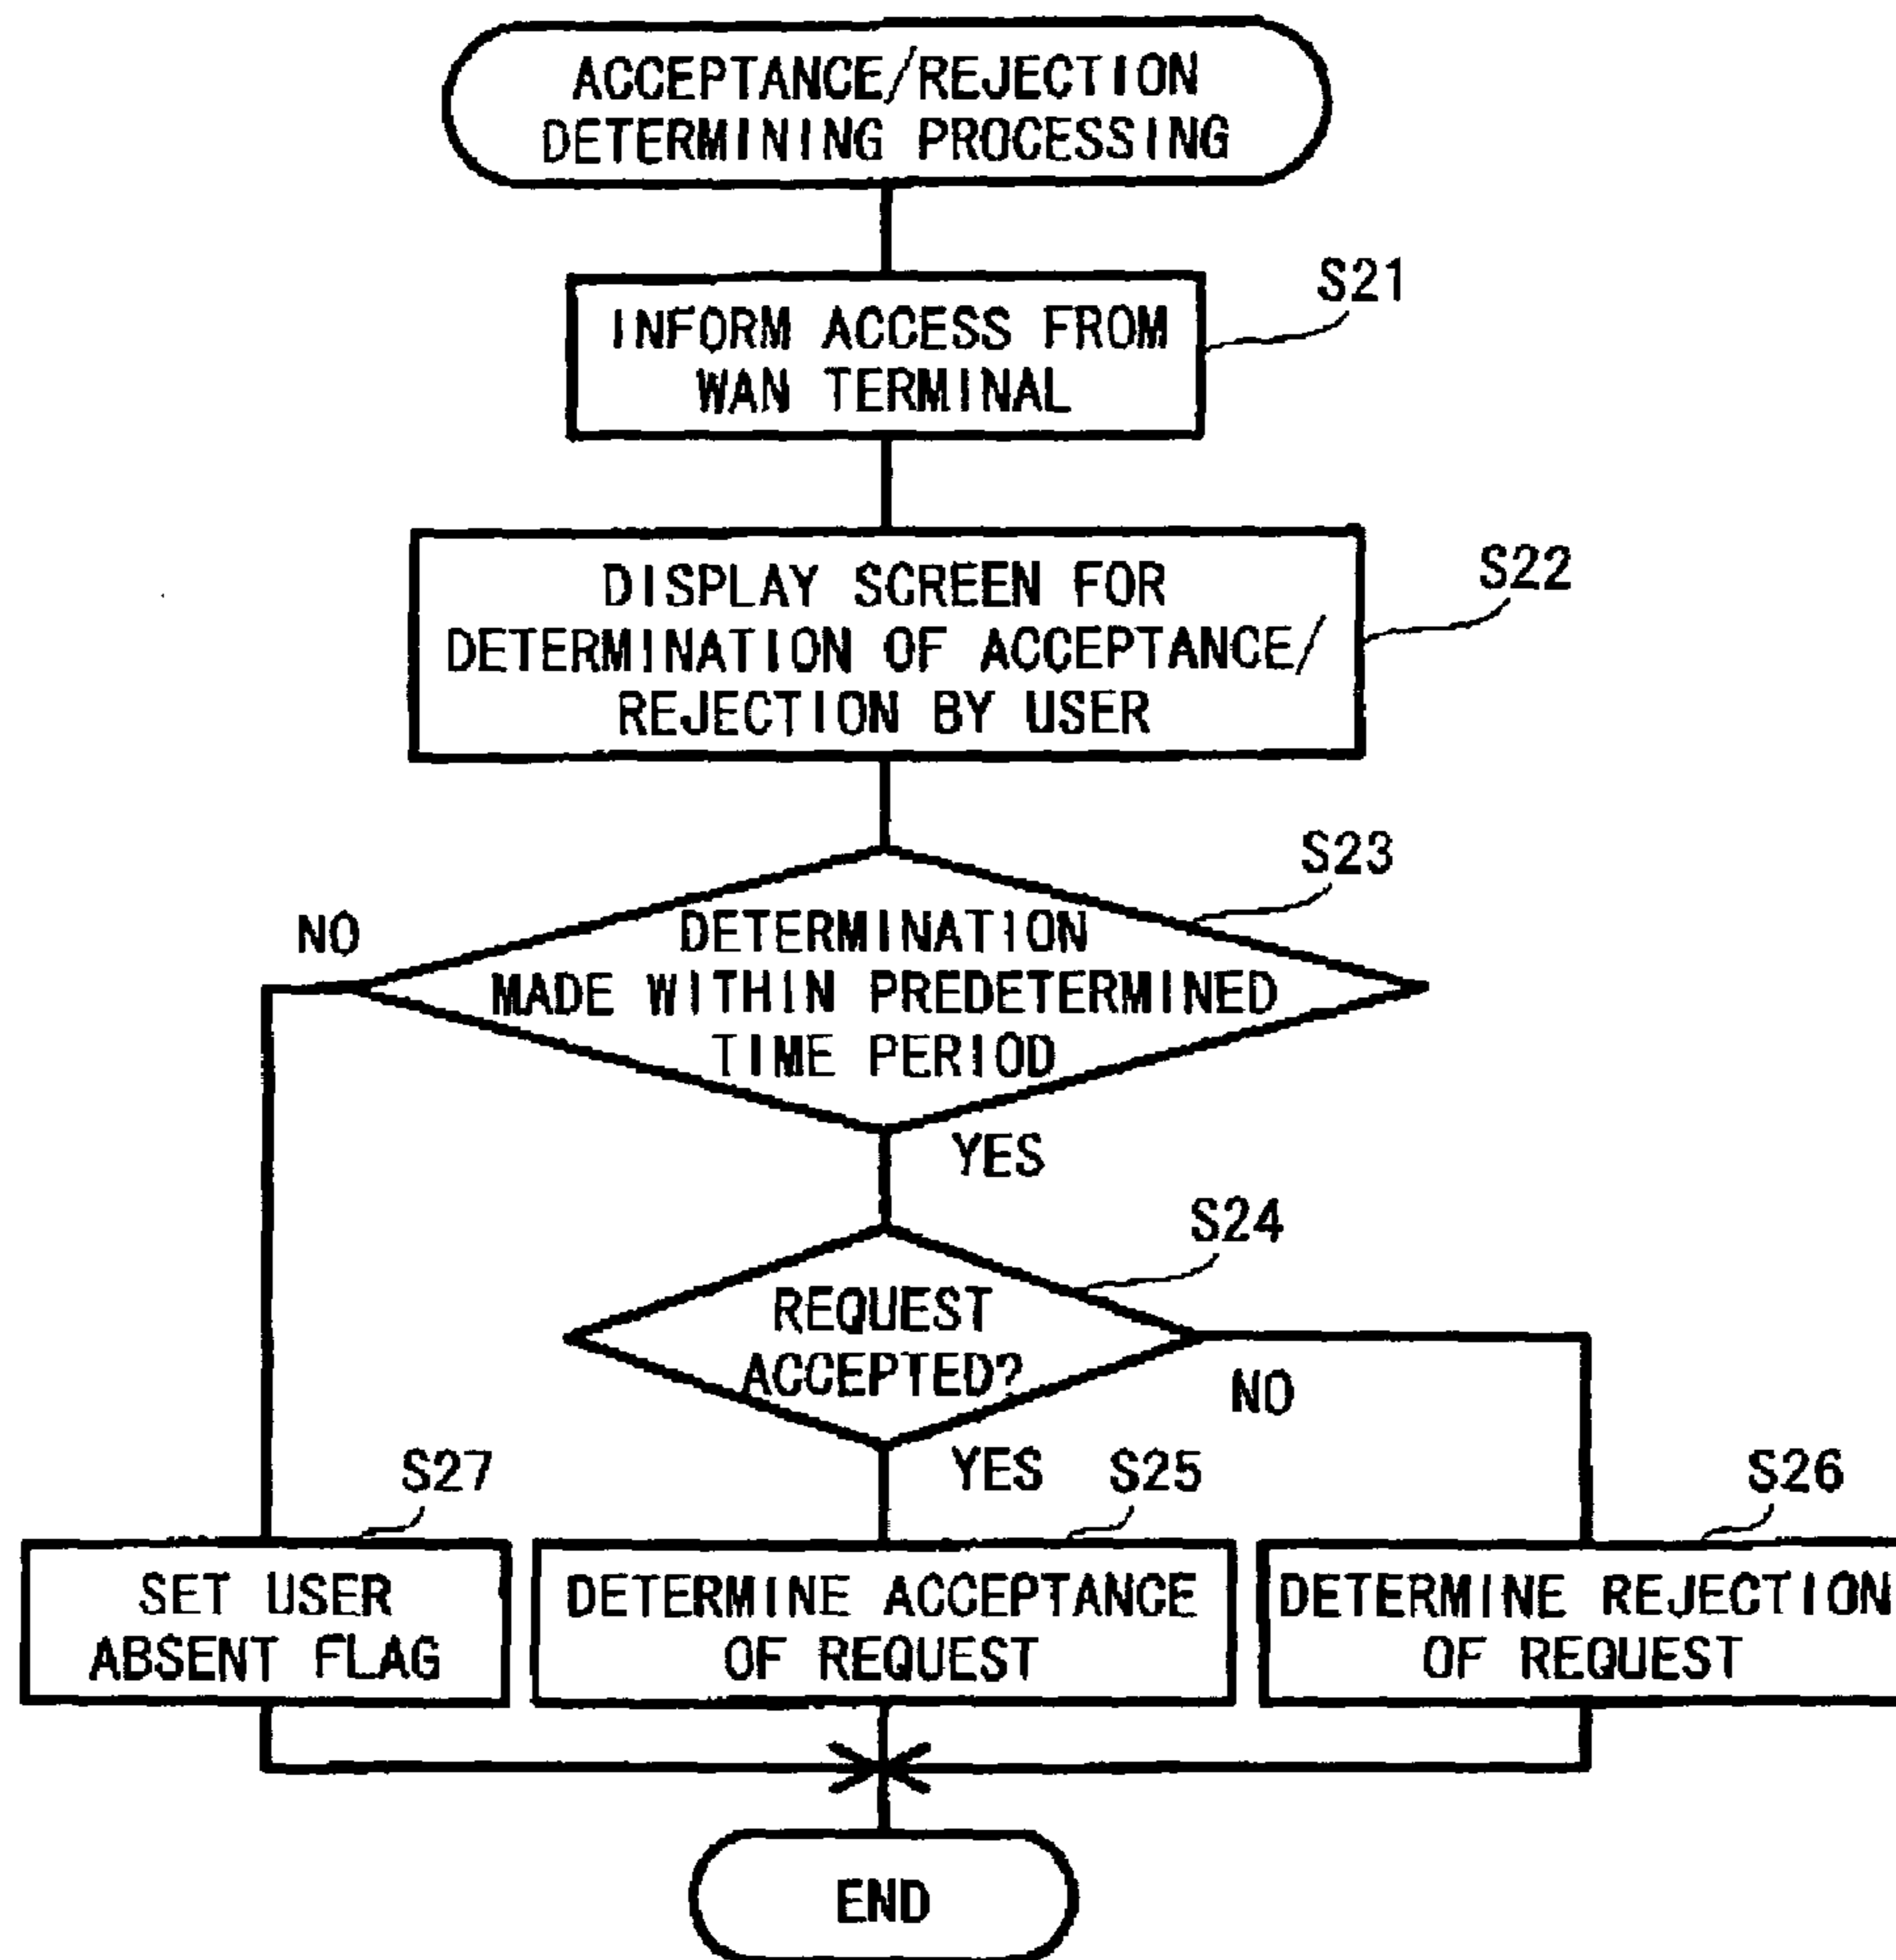 ACCEPTANCE/REJECTION
DETERMINING PROCESSING
S21
INFORM ACCESS FROM
WAN TERMINAL
S22
DISPLAY SCREEN FOR
DETERMINATION OF ACCEPTANCE/
REJECTION BY USER
S23
NO
DETERMINATION
MADE WITHIN PREDETERMINED
TIME PERIOD
YES
S24
REQUEST
ACCEPTED?
NO
YES
S27
SET USER
ABSENT FLAG
S25
DETERMINE ACCEPTANCE
OF REQUEST
S26
DETERMINE REJECTION
OF REQUEST
END